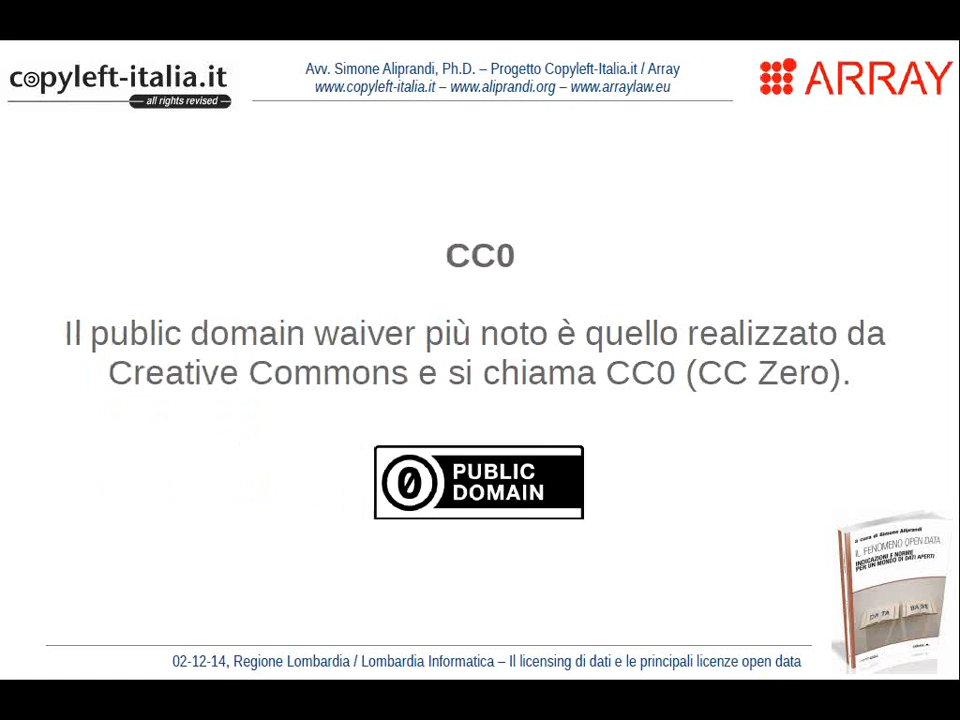 copyleft-italia.it
all rights revised
Avv. Simone Aliprandi, Ph.D. – Progetto Copyleft-Italia.it / Array
www.copyleft-italia.it – www.aliprandi.org – www.arraylaw.eu
ARRAY
CC0
Il public domain waiver più noto è quello realizzato da
Creative Commons e si chiama CC0 (CC Zero).
0 PUBLIC
DOMAIN
a cura di Simone Aliprandi
IL FENOMENO OPEN DATA
INDICAZIONI E NORME
PER UN MONDO DI DATI APERTI
DA TA
BA SE
02-12-14, Regione Lombardia / Lombardia Informatica – Il licensing di dati e le principali licenze open data